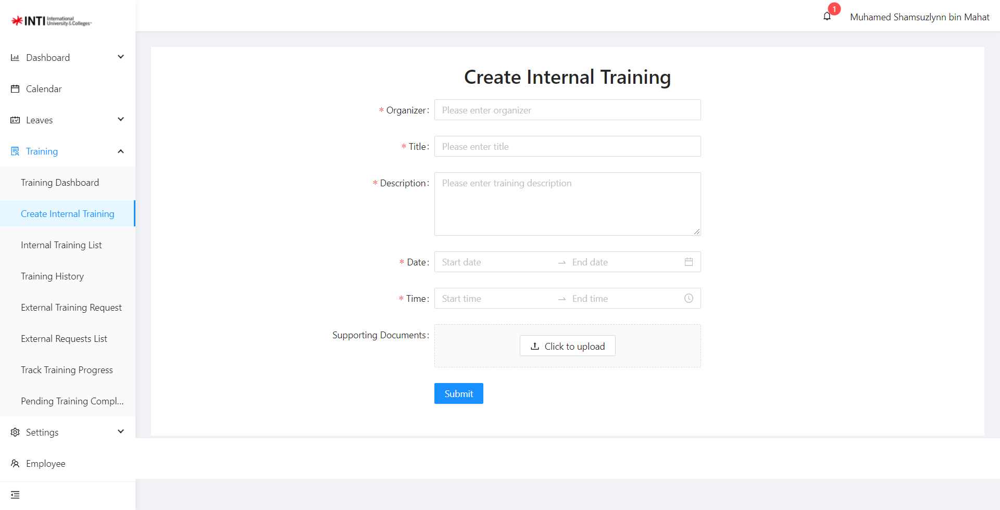 INTI International University & Colleges
1
Muhamed Shamsuzlynn bin Mahat
Dashboard
Calendar
Leaves
Training
Training Dashboard
Create Internal Training
Internal Training List
Training History
External Training Request
External Requests List
Track Training Progress
Pending Training Compl...
Settings
Employee
Create Internal Training
* Organizer: Please enter organizer
* Title: Please enter title
* Description: Please enter training description
* Date: Start date → End date
* Time: Start time → End time
Supporting Documents: Click to upload
Submit